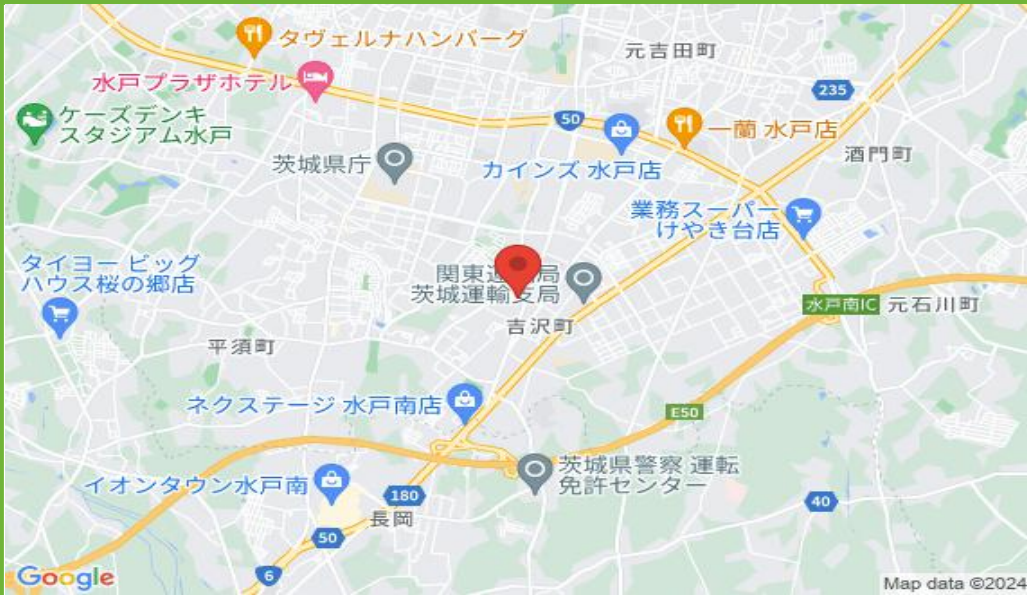 タヴェルナハンバーグ
元吉田町
水戸プラザホテル
235
ケーズデンキ
スタジアム水戸
50
一蘭 水戸店
茨城県庁
カインズ 水戸店
酒門町
業務スーパー
けやき台店
タイヨー ビッグ
ハウス桜の郷店
関東運
局
茨城運輸支局
水戸南IC
元石川町
吉沢町
平須町
ネクステージ 水戸南店
E50
茨城県警察 運転
免許センター
イオンタウン水戸南
180
40
長岡
50
6
Google
Map data ©2024